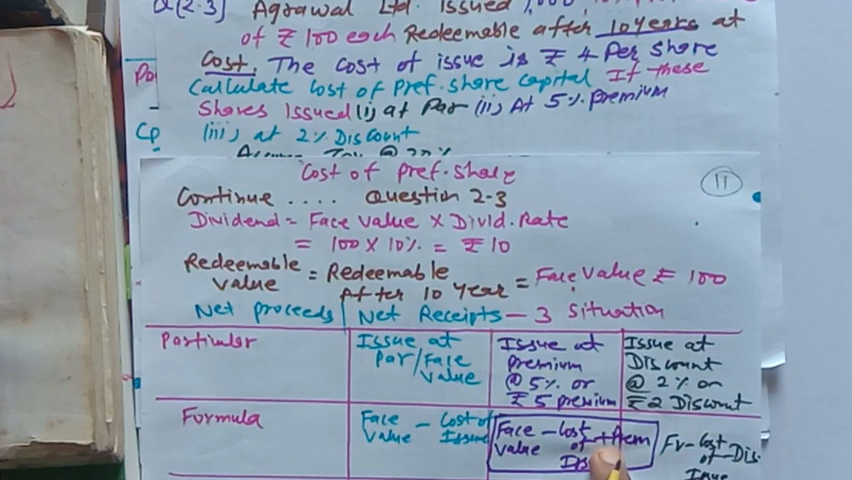 Q(2.3) Agrawal Ltd. Issued
of ₹ 100 each Redeemable after 10 years at
Cost. The cost of issue is ₹ 4 Per share
Calculate cost of Pref. share capital If these
Shares Issued (i) at Par (ii) At 5% premium
(iii) at 2% Discount
Cost of Pref. share
11
Continue .... Question 2.3
Dividend = Face value × Divid. Rate
= 100 × 10% = ₹ 10
Redeemable value = Redeemable After 10 year = Face Value ₹ 100
Net proceeds / Net Receipts – 3 Situation
Particular
Issue at Par/Face value
Issue at premium @ 5% or ₹ 5 premium
Issue at Discount @ 2% or ₹ 2 Discount
Formula
Face value – Cost of Issue
Face value – Cost of Iss + Prem
Fv – Cost of Issue – Dis